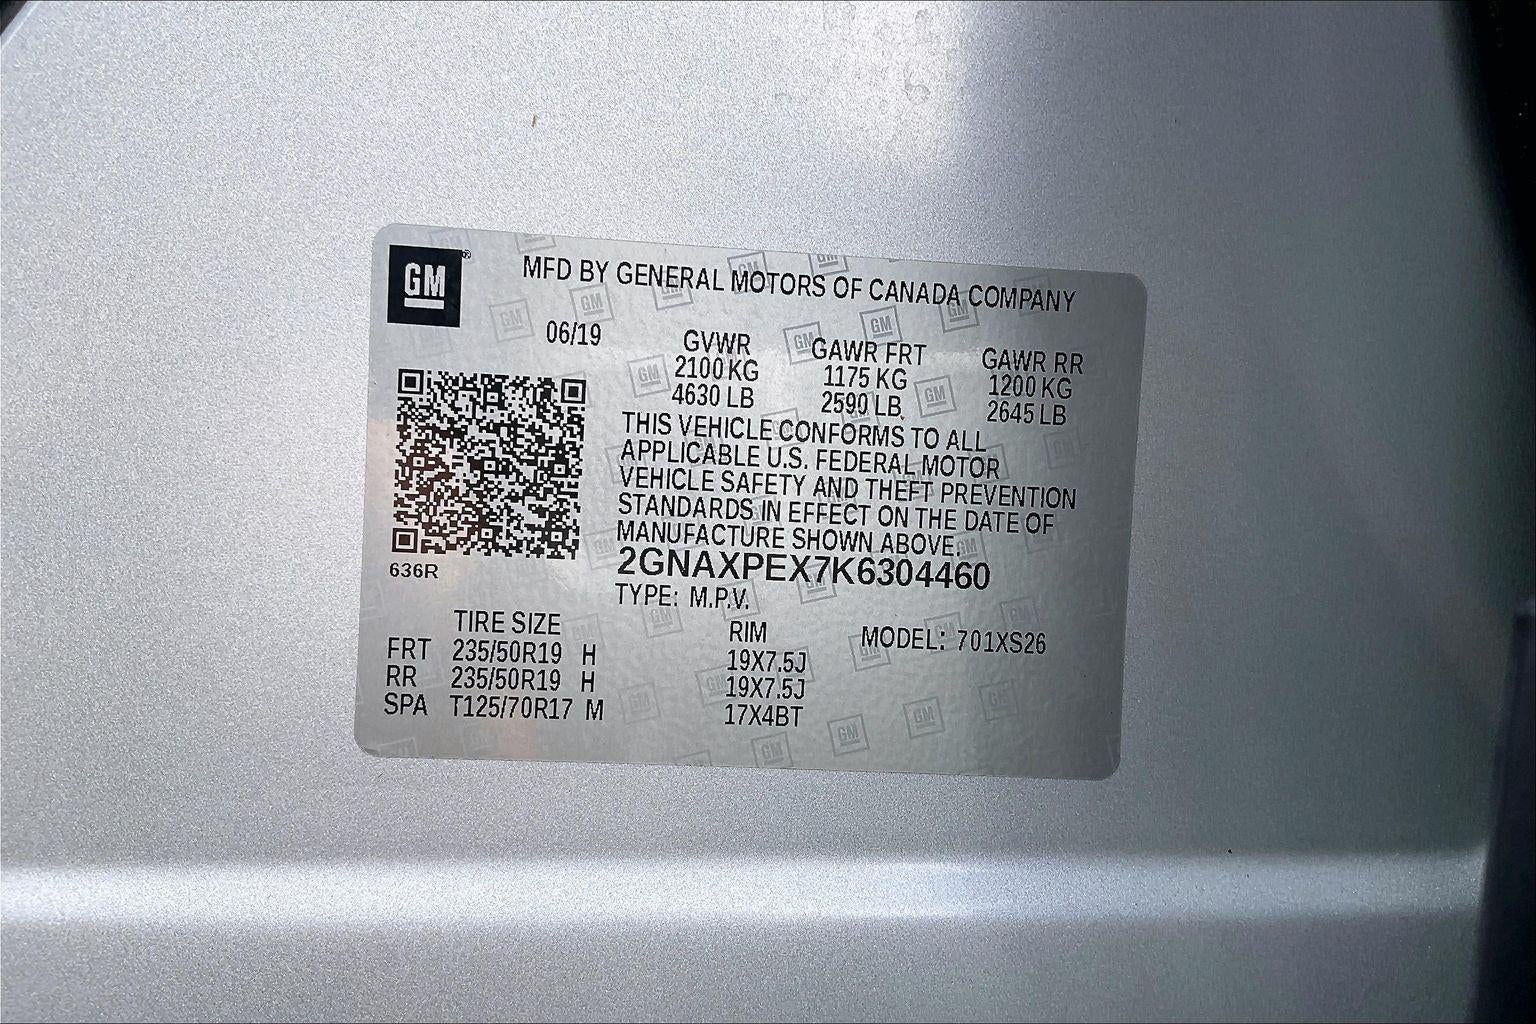 GM ®
MFD BY GENERAL MOTORS OF CANADA COMPANY
06/19
GVWR GAWR FRT GAWR RR
2100 KG 1175 KG 1200 KG
4630 LB 2590 LB 2645 LB
THIS VEHICLE CONFORMS TO ALL
APPLICABLE U.S. FEDERAL MOTOR
VEHICLE SAFETY AND THEFT PREVENTION
STANDARDS IN EFFECT ON THE DATE OF
MANUFACTURE SHOWN ABOVE.
2GNAXPEX7K6304460
636R
TYPE: M.P.V.
TIRE SIZE RIM MODEL: 701XS26
FRT 235/50R19 H 19X7.5J
RR 235/50R19 H 19X7.5J
SPA T125/70R17 M 17X4BT